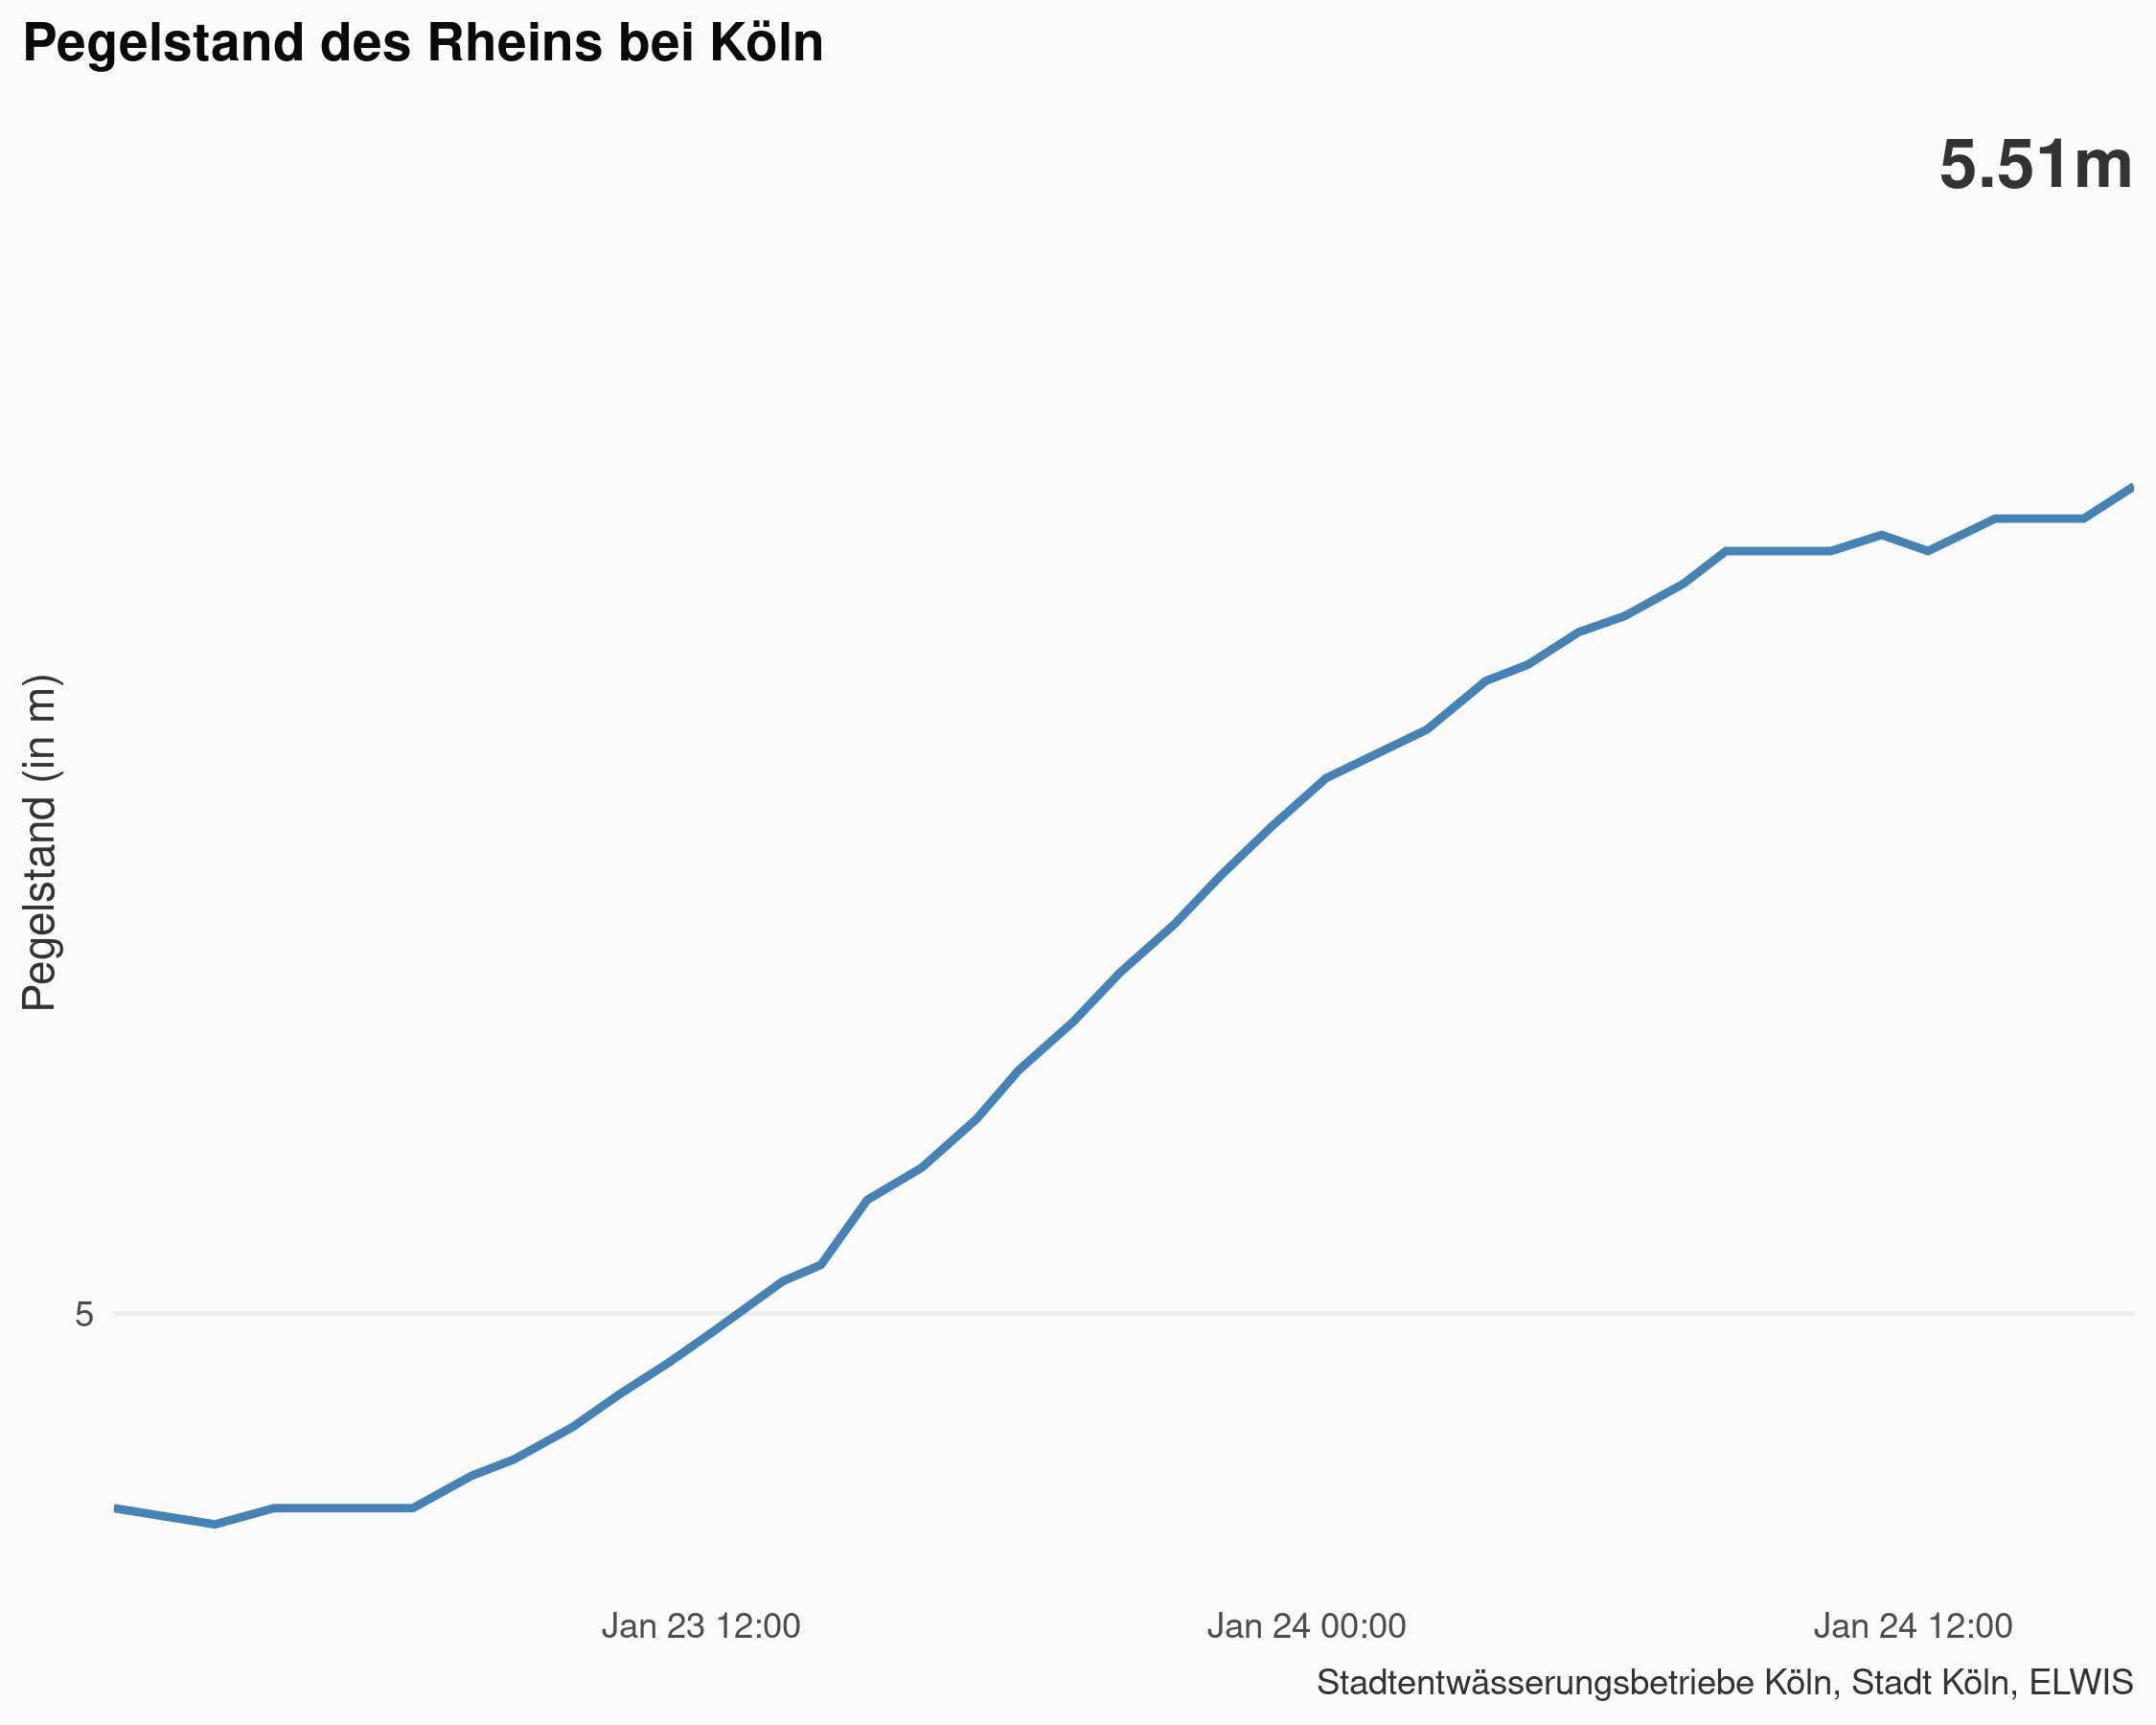 Pegelstand des Rheins bei Köln
5.51m
Pegelstand (in m)
5
Jan 23 12:00
Jan 24 00:00
Jan 24 12:00
Stadtentwässerungsbetriebe Köln, Stadt Köln, ELWIS